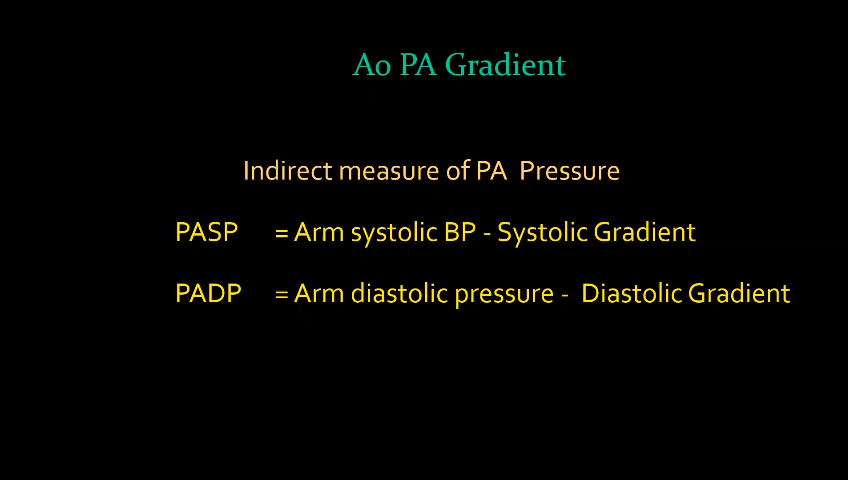 Ao PA Gradient
Indirect measure of PA Pressure
PASP = Arm systolic BP - Systolic Gradient
PADP = Arm diastolic pressure - Diastolic Gradient